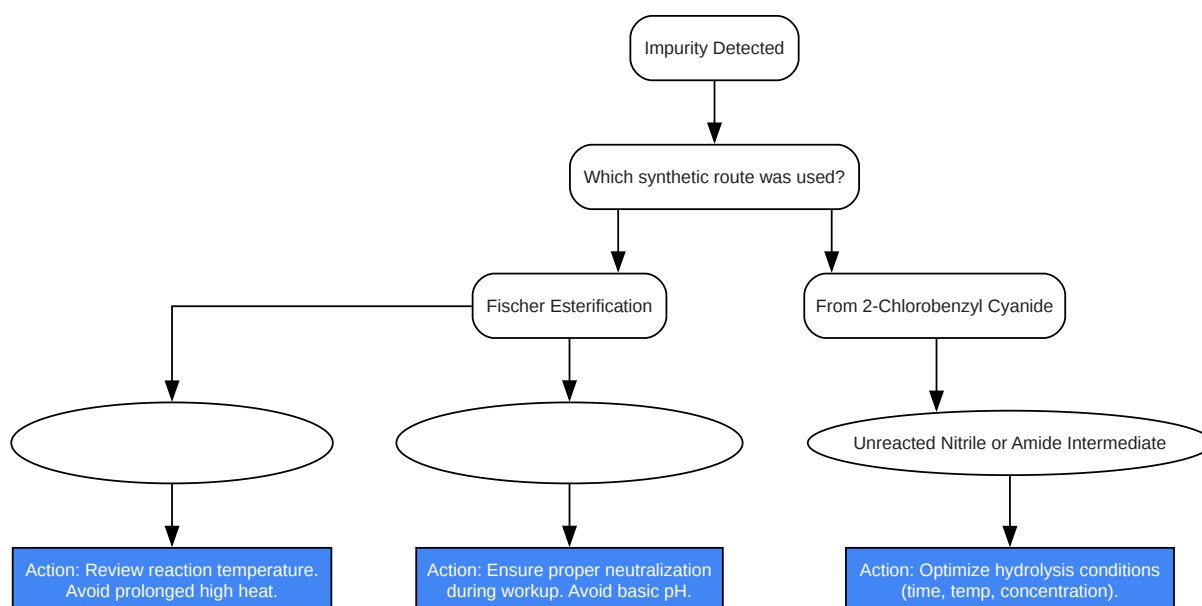 Impurity Detected
Which synthetic route was used?
Fischer Esterification
From 2-Chlorobenzyl Cyanide
Unreacted Nitrile or Amide Intermediate
Action: Review reaction temperature.
Avoid prolonged high heat.
Action: Ensure proper neutralization
during workup. Avoid basic pH.
Action: Optimize hydrolysis conditions
(time, temp, concentration).